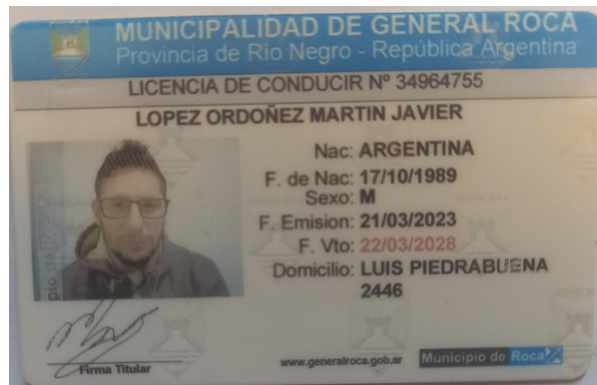 MUNICIPALIDAD DE GENERAL ROCA
Provincia de Río Negro - República Argentina
LICENCIA DE CONDUCIR Nº 34964755
LOPEZ ORDOÑEZ MARTIN JAVIER
Nac: ARGENTINA
F. de Nac: 17/10/1989
Sexo: M
F. Emision: 21/03/2023
F. Vto: 22/03/2028
Domicilio: LUIS PIEDRABUENA
2446
Firma Titular
www.generalroca.gob.ar
Municipio de Roca